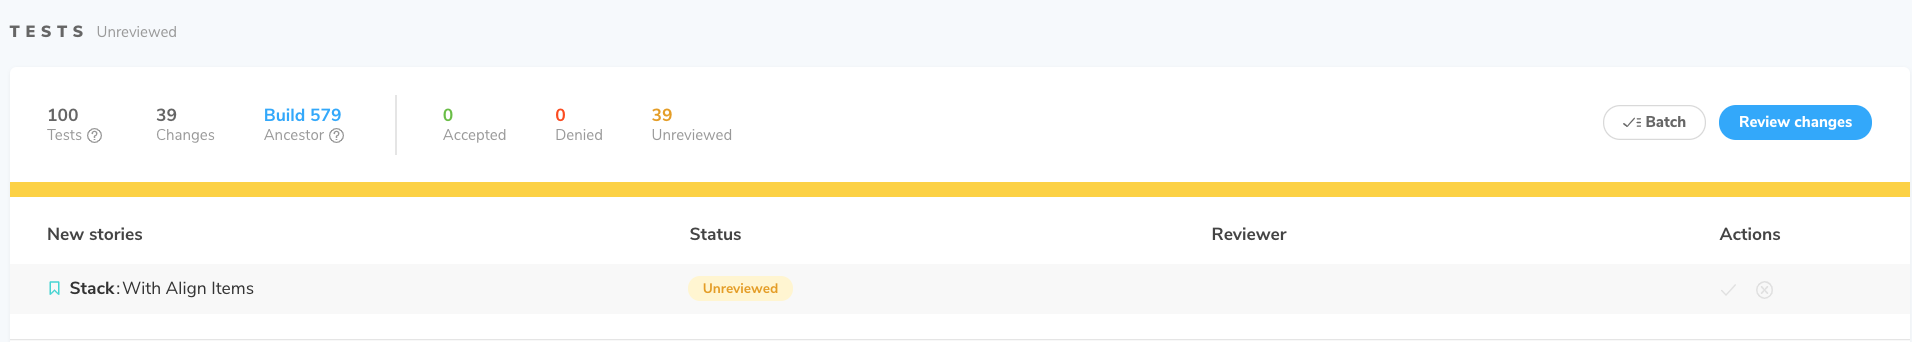 TESTS Unreviewed
100 39 Build 579 0 0 39
Tests ? Changes Ancestor ? Accepted Denied Unreviewed
Batch Review changes
New stories Status Reviewer Actions
Stack: With Align Items Unreviewed